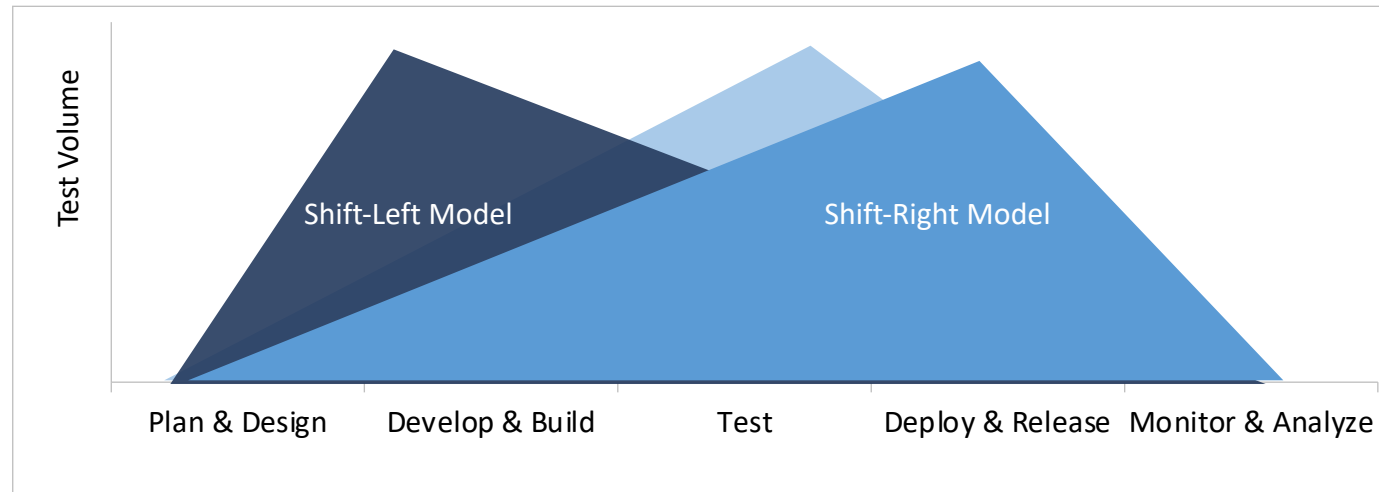 Test Volume
Shift-Left Model
Shift-Right Model
Plan & Design
Develop & Build
Test
Deploy & Release
Monitor & Analyze